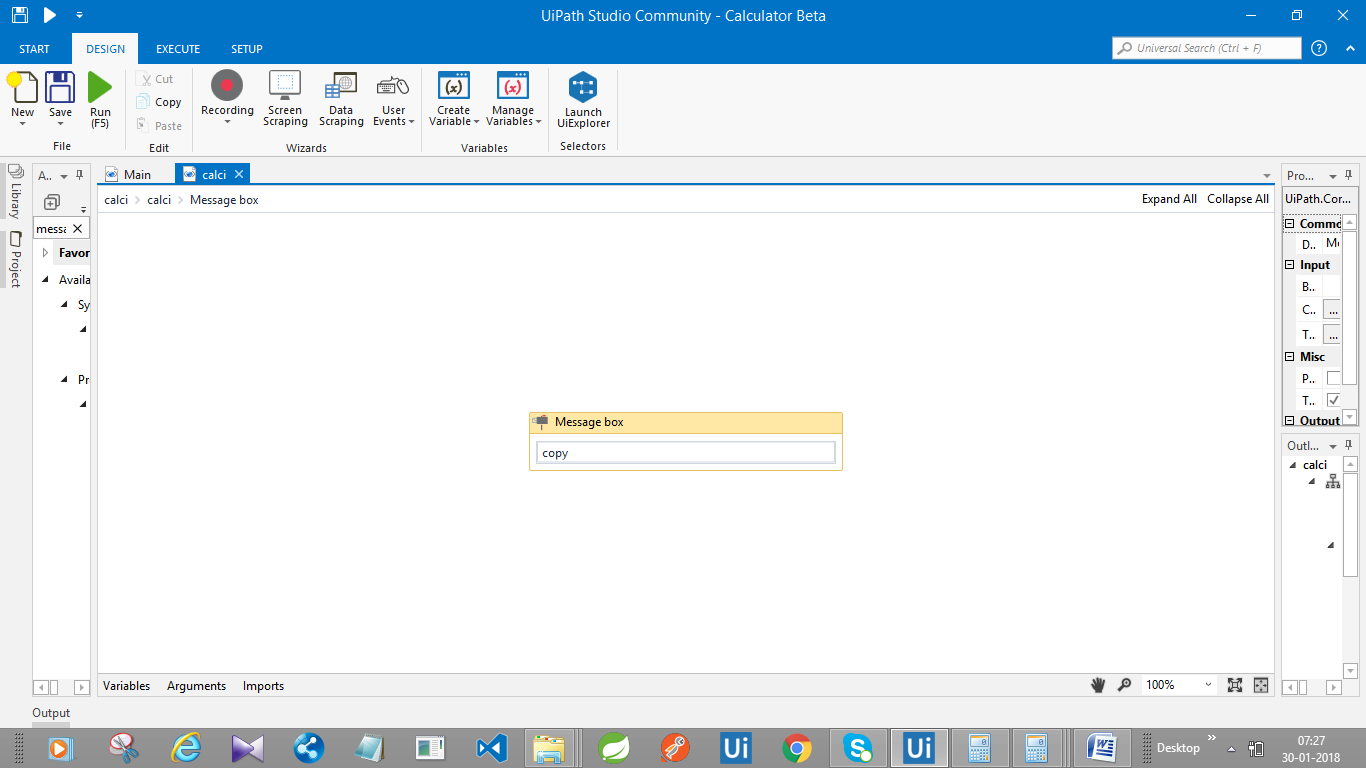 UiPath Studio Community - Calculator Beta
START DESIGN EXECUTE SETUP
Universal Search (Ctrl + F)
New
Save
Run
(F5)
File
Cut
Copy
Paste
Edit
Recording
Screen
Scraping
Data
Scraping
User
Events
Wizards
Create
Variable
Manage
Variables
Variables
Launch
UiExplorer
Selectors
Library
Project
A..
messa
Favor
Availa
Sy
Pr
Main
calci
calci > calci > Message box
Expand All Collapse All
Message box
copy
Pro...
UiPath.Cor...
Commo
D.. Me
Input
B...
C.. ...
T... ...
Misc
P...
T...
Output
Outl...
calci
Variables Arguments Imports
100%
Output
Ui
Ui
Desktop
07:27
30-01-2018